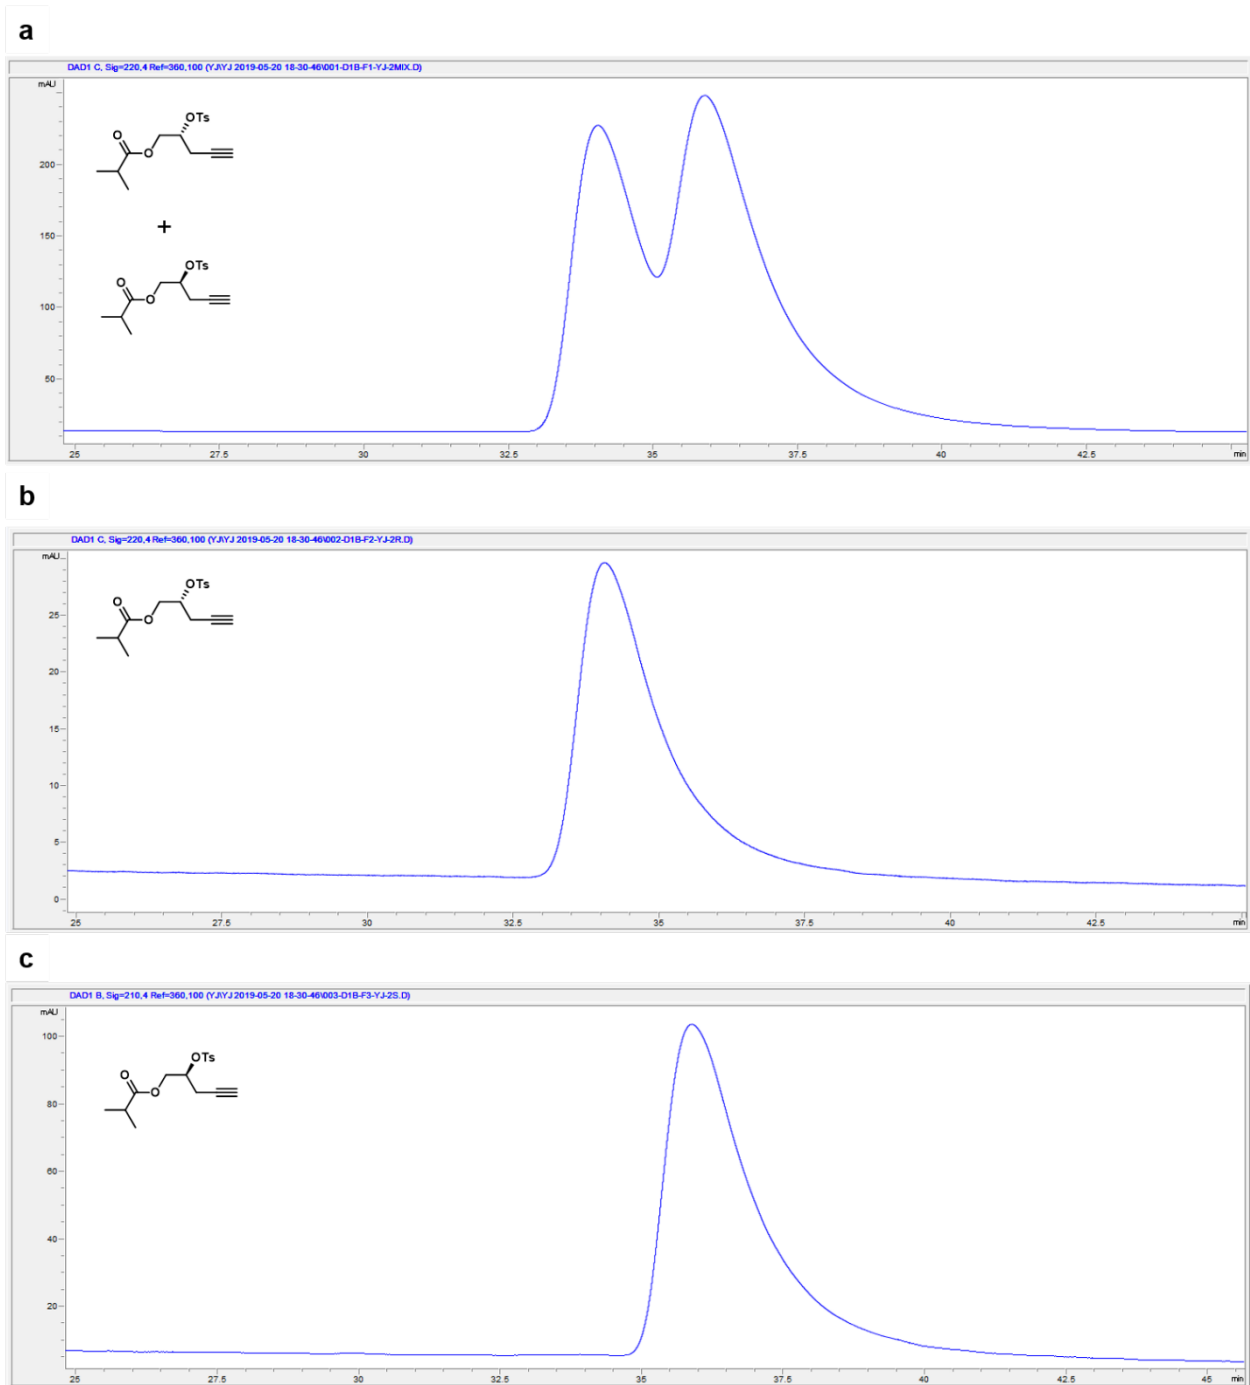 a
DAD1 C, Sig=220,4 Ref=360,100 (YJ\YJ 2019-05-20 18-30-46\001-D1B-F1-YJ-2MIX.D)
mAU
200
150
100
50
OTs
O
O
+
OTs
O
O
25 27.5 30 32.5 35 37.5 40 42.5 min
b
DAD1 C, Sig=220,4 Ref=360,100 (YJ\YJ 2019-05-20 18-30-46\002-D1B-F2-YJ-2R.D)
mAU
25
20
15
10
5
0
OTs
O
O
25 27.5 30 32.5 35 37.5 40 42.5 min
c
DAD1 B, Sig=210,4 Ref=360,100 (YJ\YJ 2019-05-20 18-30-46\003-D1B-F3-YJ-2S.D)
mAU
100
80
60
40
20
OTs
O
O
25 27.5 30 32.5 35 37.5 40 42.5 45 min